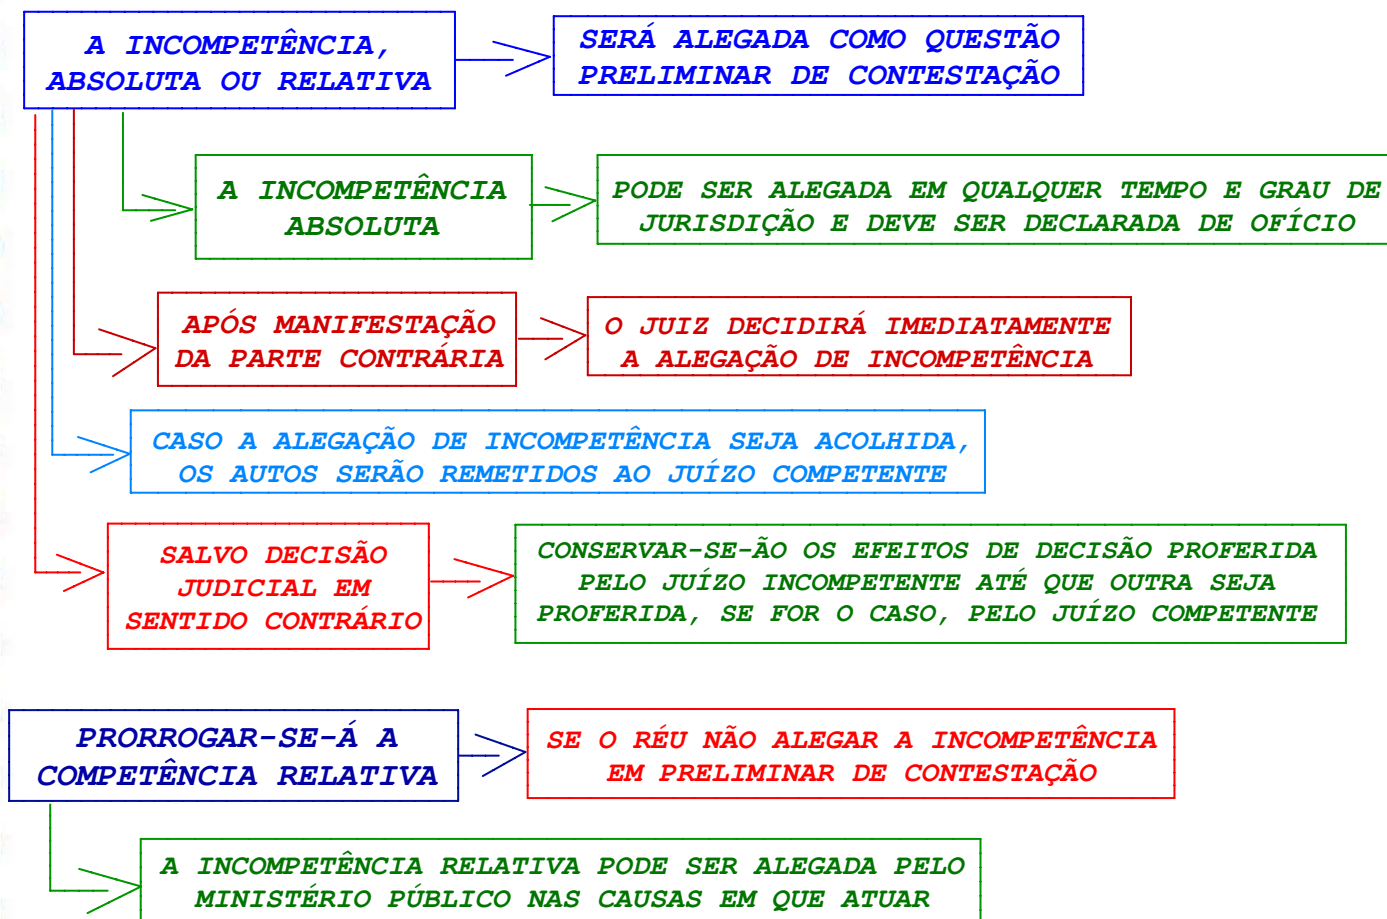 A INCOMPETÊNCIA,
ABSOLUTA OU RELATIVA
SERÁ ALEGADA COMO QUESTÃO
PRELIMINAR DE CONTESTAÇÃO
A INCOMPETÊNCIA
ABSOLUTA
PODE SER ALEGADA EM QUALQUER TEMPO E GRAU DE
JURISDIÇÃO E DEVE SER DECLARADA DE OFÍCIO
APÓS MANIFESTAÇÃO
DA PARTE CONTRÁRIA
O JUIZ DECIDIRÁ IMEDIATAMENTE
A ALEGAÇÃO DE INCOMPETÊNCIA
CASO A ALEGAÇÃO DE INCOMPETÊNCIA SEJA ACOLHIDA,
OS AUTOS SERÃO REMETIDOS AO JUÍZO COMPETENTE
SALVO DECISÃO
JUDICIAL EM
SENTIDO CONTRÁRIO
CONSERVAR-SE-ÃO OS EFEITOS DE DECISÃO PROFERIDA
PELO JUÍZO INCOMPETENTE ATÉ QUE OUTRA SEJA
PROFERIDA, SE FOR O CASO, PELO JUÍZO COMPETENTE
PRORROGAR-SE-Á A
COMPETÊNCIA RELATIVA
SE O RÉU NÃO ALEGAR A INCOMPETÊNCIA
EM PRELIMINAR DE CONTESTAÇÃO
A INCOMPETÊNCIA RELATIVA PODE SER ALEGADA PELO
MINISTÉRIO PÚBLICO NAS CAUSAS EM QUE ATUAR